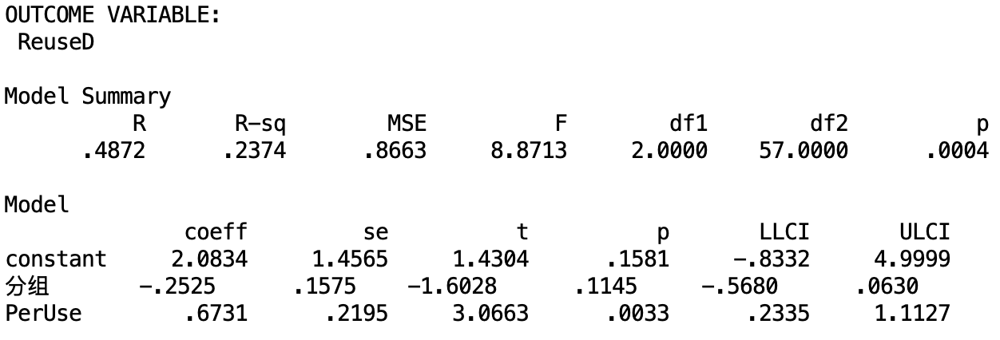 OUTCOME VARIABLE:
ReuseD
Model Summary
R R-sq MSE F df1 df2 p
.4872 .2374 .8663 8.8713 2.0000 57.0000 .0004
Model
coeff se t p LLCI ULCI
constant 2.0834 1.4565 1.4304 .1581 -.8332 4.9999
分组 -.2525 .1575 -1.6028 .1145 -.5680 .0630
PerUse .6731 .2195 3.0663 .0033 .2335 1.1127